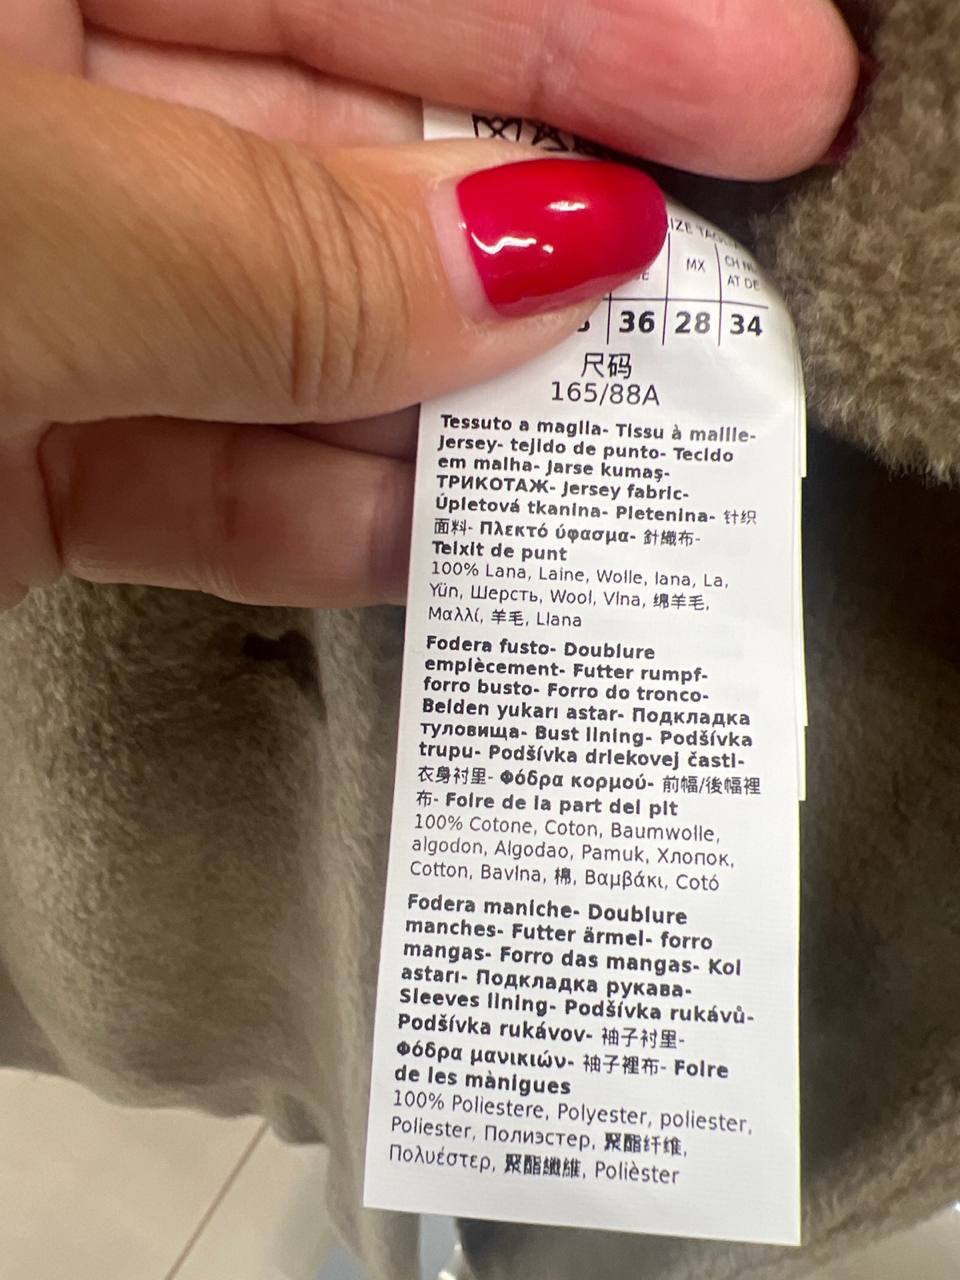 MX
CH
AT DE
36 28 34
尺码
165/88A
Tessuto a maglia- Tissu à maille-
Jersey- tejido de punto- Tecido
em malha- Jarse kumaş-
ТРИКОТАЖ- Jersey fabric-
Úpletová tkanina- Pletenina- 针织
面料- Πλεκτό ύφασμα- 針織布-
Teixit de punt
100% Lana, Laine, Wolle, lana, La,
Yün, Шерсть, Wool, Vlna, 绵羊毛,
Μαλλί, 羊毛, Llana
Fodera fusto- Doublure
emplècement- Futter rumpf-
forro busto- Forro do tronco-
Beiden yukarı astar- Подкладка
туловища- Bust lining- Podšívka
trupu- Podšívka driekovej časti-
衣身衬里- Φόδρα κορμού- 前幅/後幅裡
布- Folre de la part del pit
100% Cotone, Coton, Baumwolle,
algodon, Algodao, Pamuk, Хлопок,
Cotton, Bavlna, 棉, Βαμβάκι, Cotó
Fodera maniche- Doublure
manches- Futter ärmel- forro
mangas- Forro das mangas- Kol
astarı- Подкладка рукава-
Sleeves lining- Podšívka rukávů-
Podšívka rukávov- 袖子衬里-
Φόδρα μανικιών- 袖子裡布- Folre
de les mànigues
100% Poliestere, Polyester, poliester,
Poliester, Полиэстер, 聚酯纤维,
Πολυέστερ, 聚酯纖維, Polièster